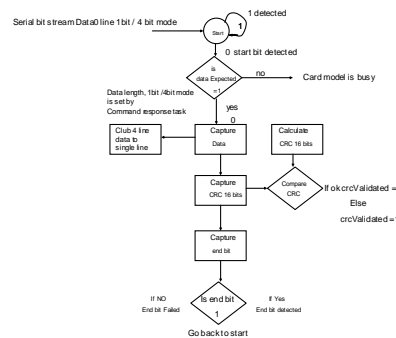 1 detected
Serial bit stream Data0 line 1bit / 4 bit mode
Start
1
0 start bit detected
is
data Expected
=1
no
Card model is busy
Data length, 1bit /4bit mode
is set by
Command response task
yes
0
Club 4 line
data to
single line
Capture
Data
Calculate
CRC 16 bits
Capture
CRC 16 bits
Compare
CRC
If ok crcValidated =
Else
crcValidated =
Capture
end bit
If NO
End bit Failed
Is end bit
1
If Yes
End bit detected
Go back to start